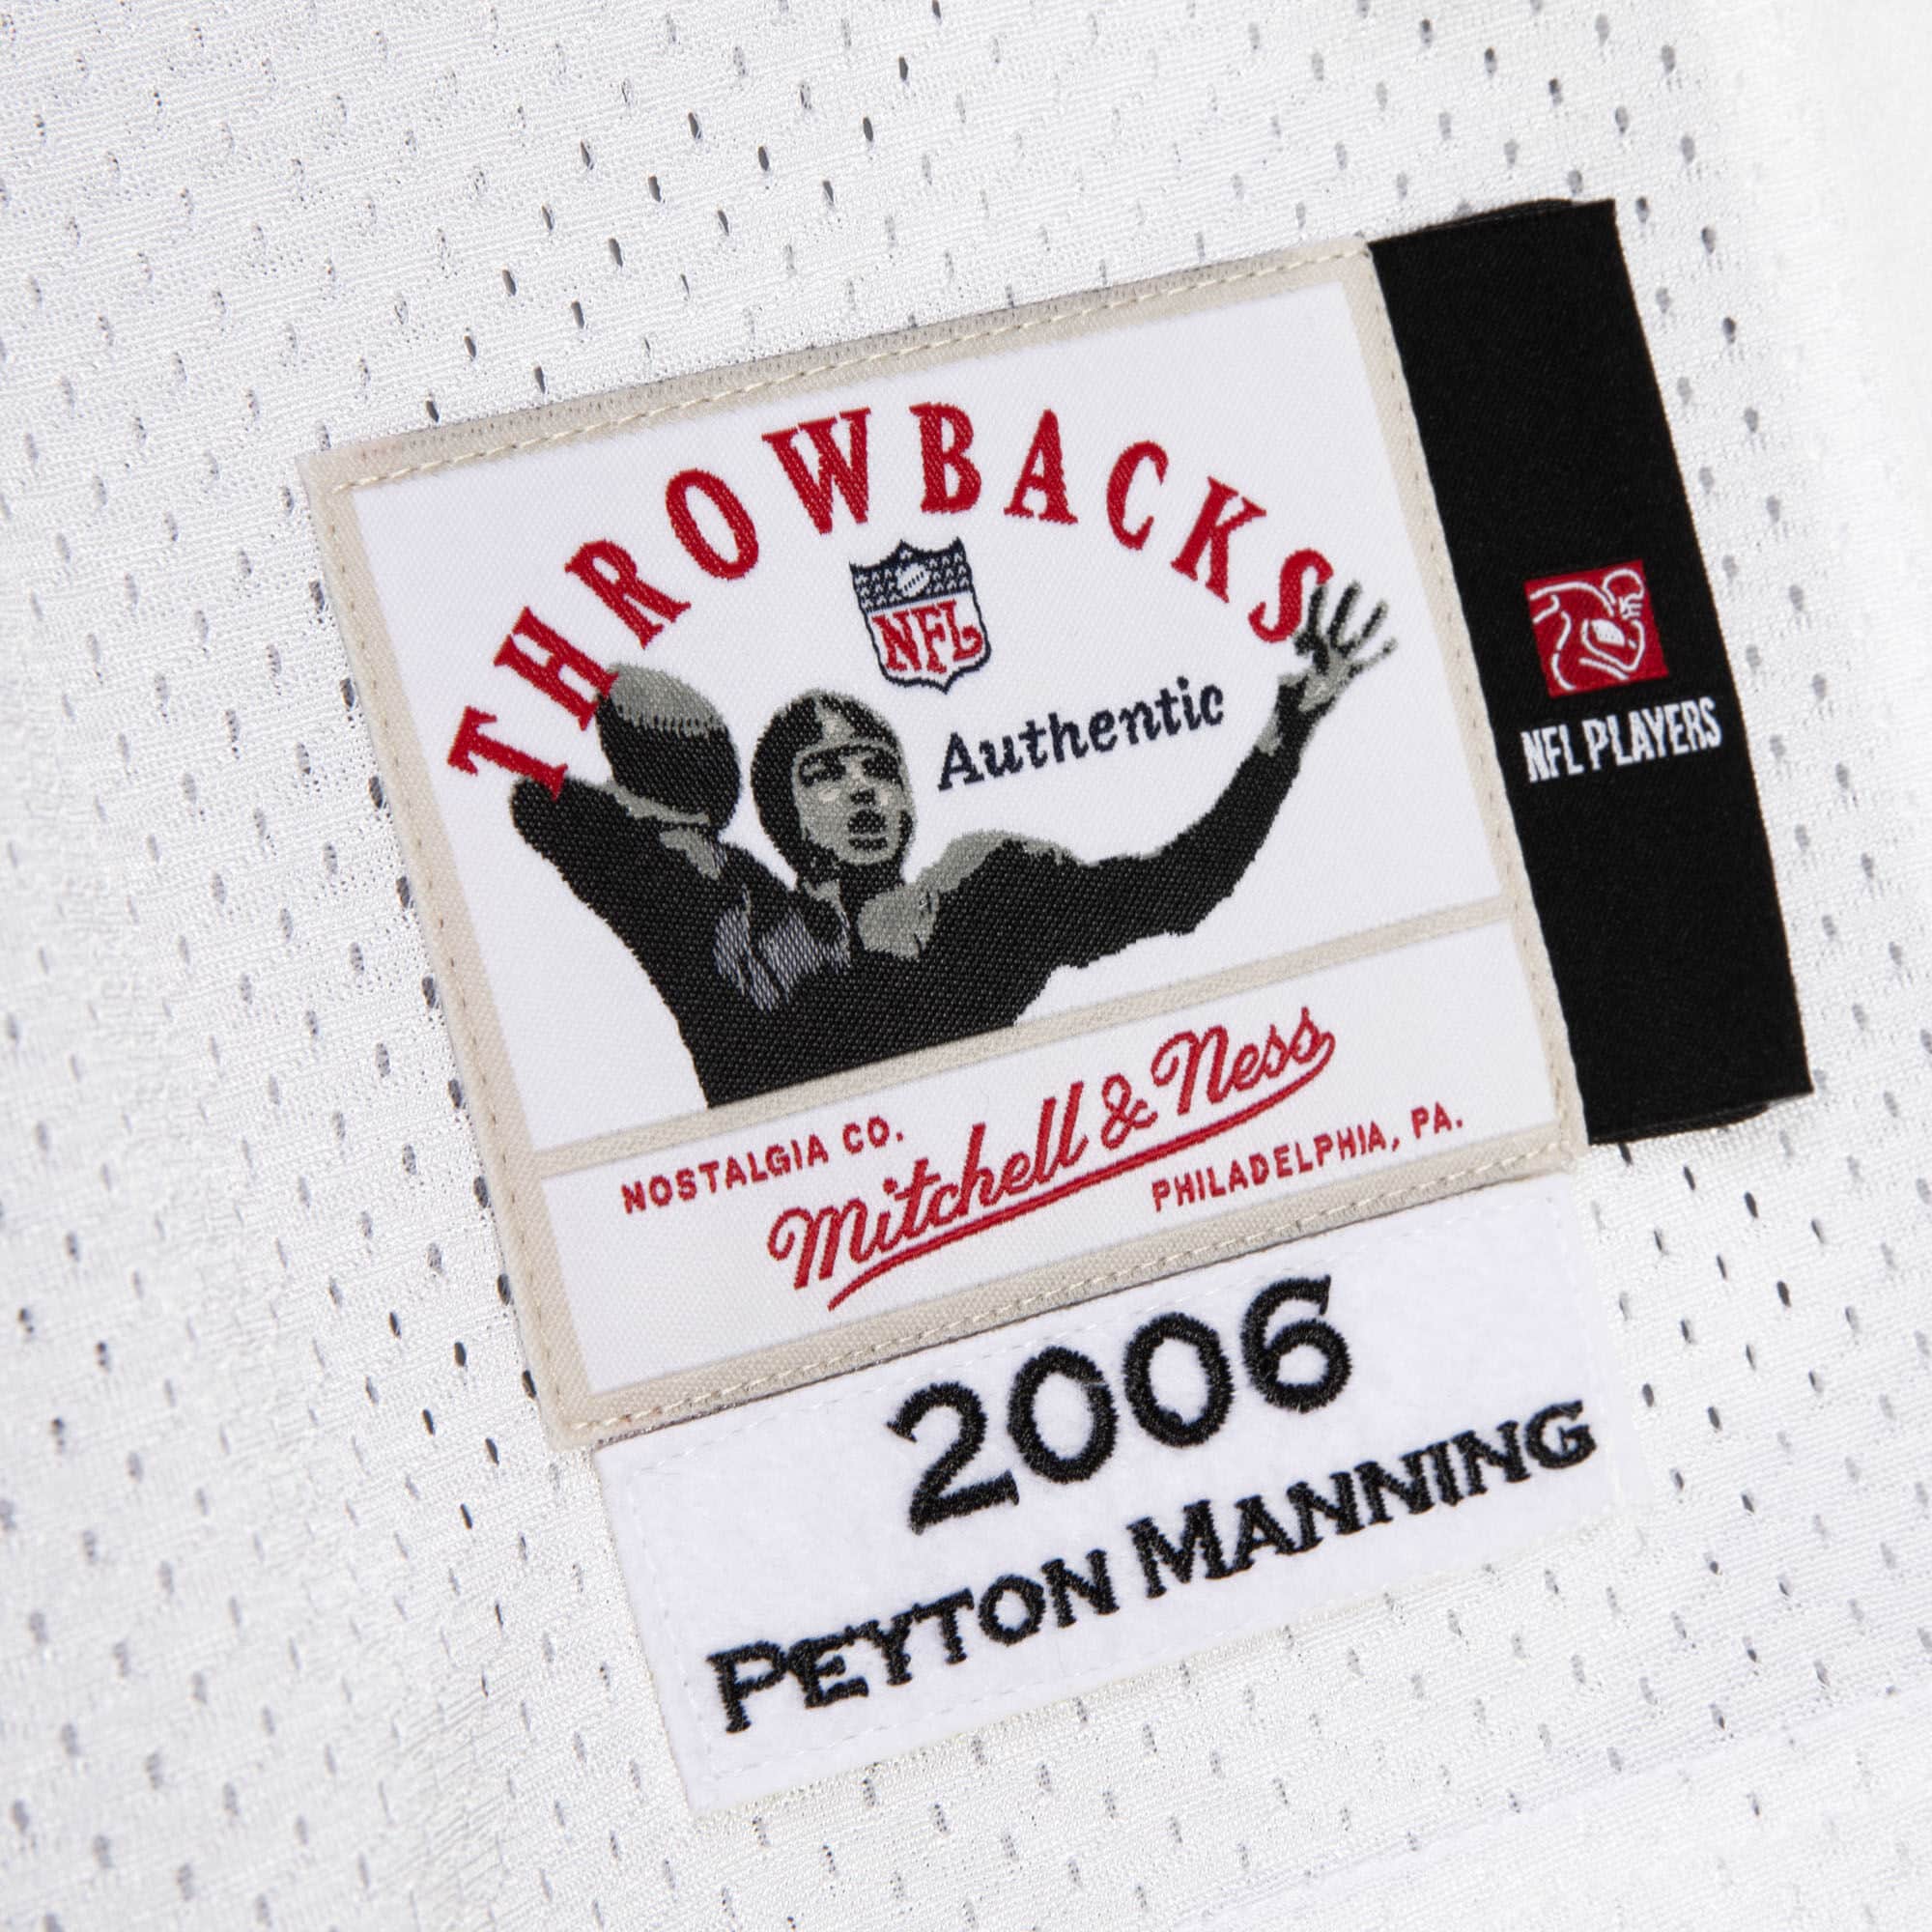 THROWBACKS
NFL
Authentic
NFL PLAYERS
NOSTALGIA CO.
Mitchell & Ness
PHILADELPHIA, PA.
2006
PEYTON MANNING